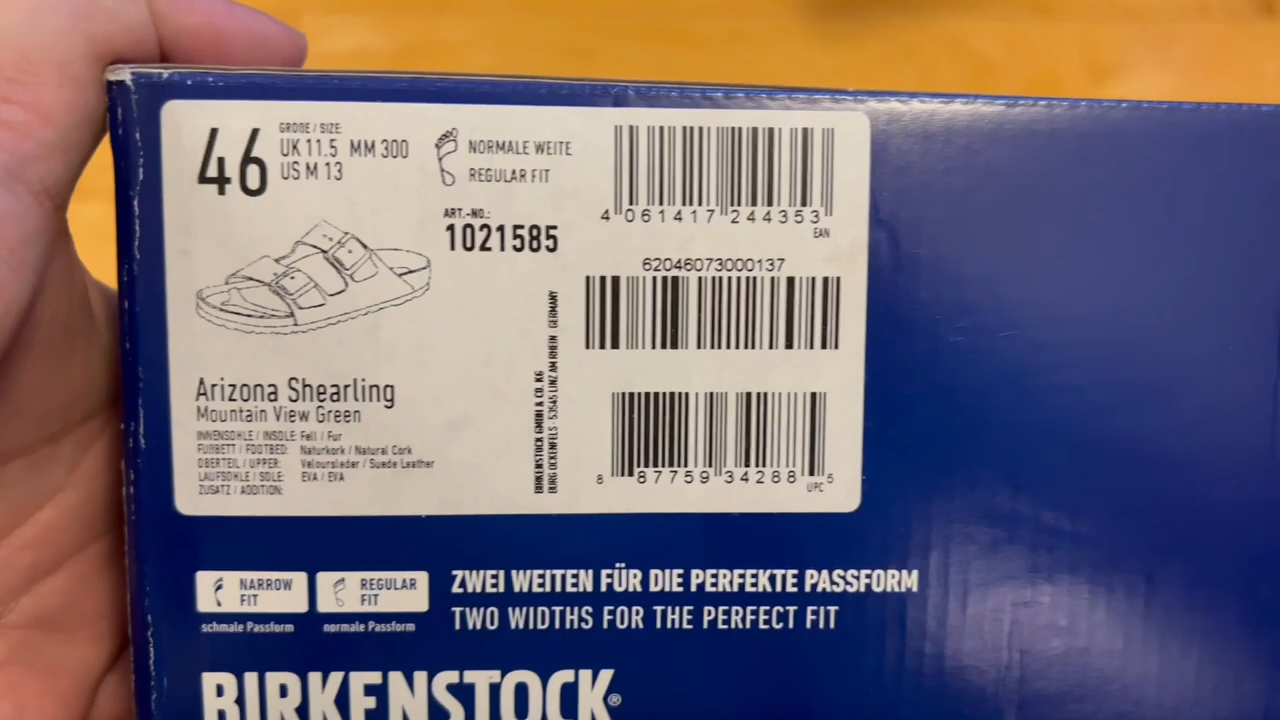 46
GRÖßE / SIZE:
UK 11.5 MM 300
US M 13
NORMALE WEITE
REGULAR FIT
ART.-NO.:
1021585
4 061417 244353
EAN
62046073000137
Arizona Shearling
Mountain View Green
INNENSOHLE / INSOLE: Fell / Fur
FUßBETT / FOOTBED: Naturkork / Natural Cork
OBERTEIL / UPPER: Veloursleder / Suede Leather
LAUFSOHLE / SOLE: EVA / EVA
ZUSATZ / ADDITION:
BIRKENSTOCK GMBH & CO. KG
BURG OCKENFELS · 53545 LINZ AM RHEIN GERMANY
8 87759 34288 5
UPC
NARROW
FIT
schmale Passform
REGULAR
FIT
normale Passform
ZWEI WEITEN FÜR DIE PERFEKTE PASSFORM
TWO WIDTHS FOR THE PERFECT FIT
BIRKENSTOCK®